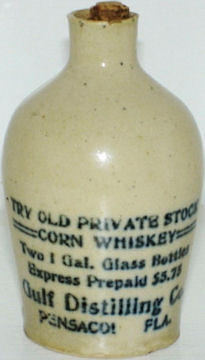 TRY OLD PRIVATE STOCK
CORN WHISKEY
Two 1 Gal. Glass Bottles
Express Prepaid $5.75
Gulf Distilling Co
PENSACOL FLA.